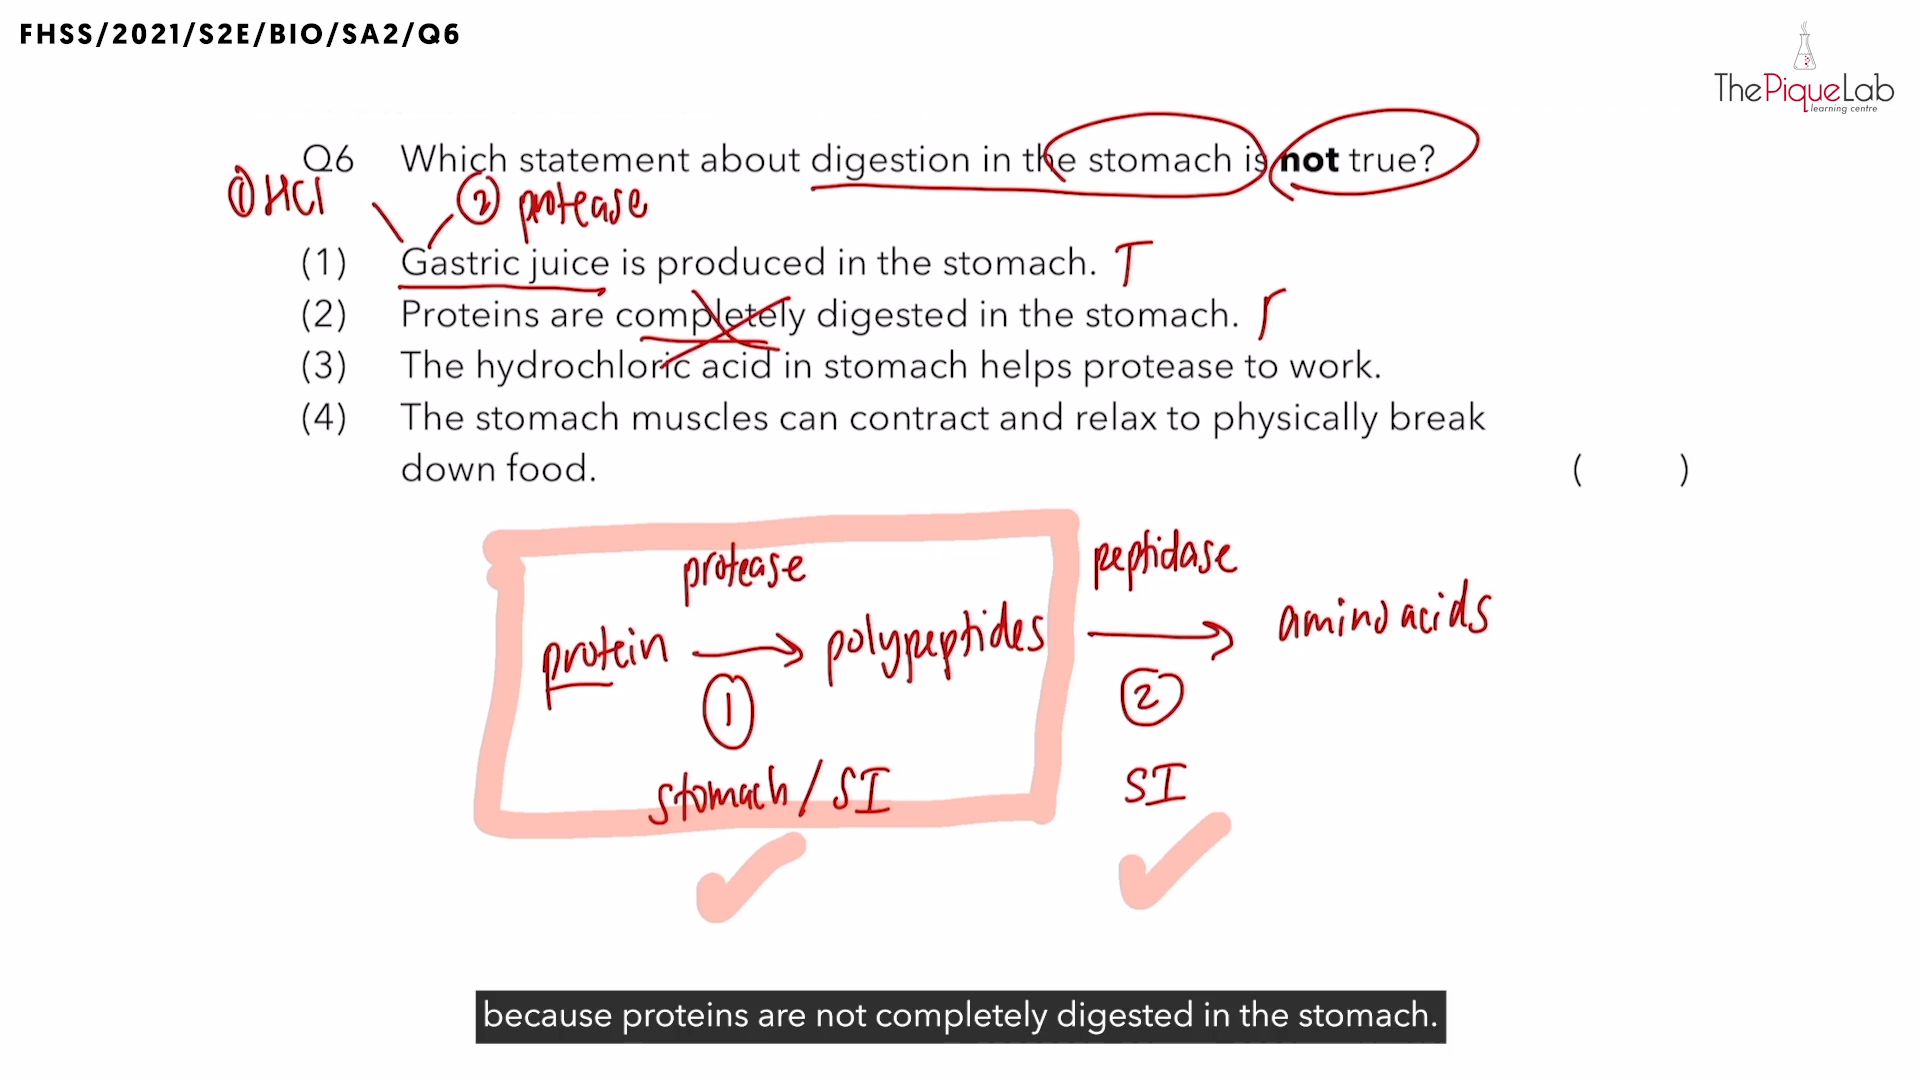 FHSS/2021/S2E/BIO/SA2/Q6
ThePiqueLab
learning centre
Q6 Which statement about digestion in the stomach is not true?
① HCl ② protease
(1) Gastric juice is produced in the stomach. T
(2) Proteins are completely digested in the stomach.
(3) The hydrochloric acid in stomach helps protease to work.
(4) The stomach muscles can contract and relax to physically break
down food. ( )
protease peptidase
protein → polypeptides → amino acids
① ②
stomach / SI SI
because proteins are not completely digested in the stomach.